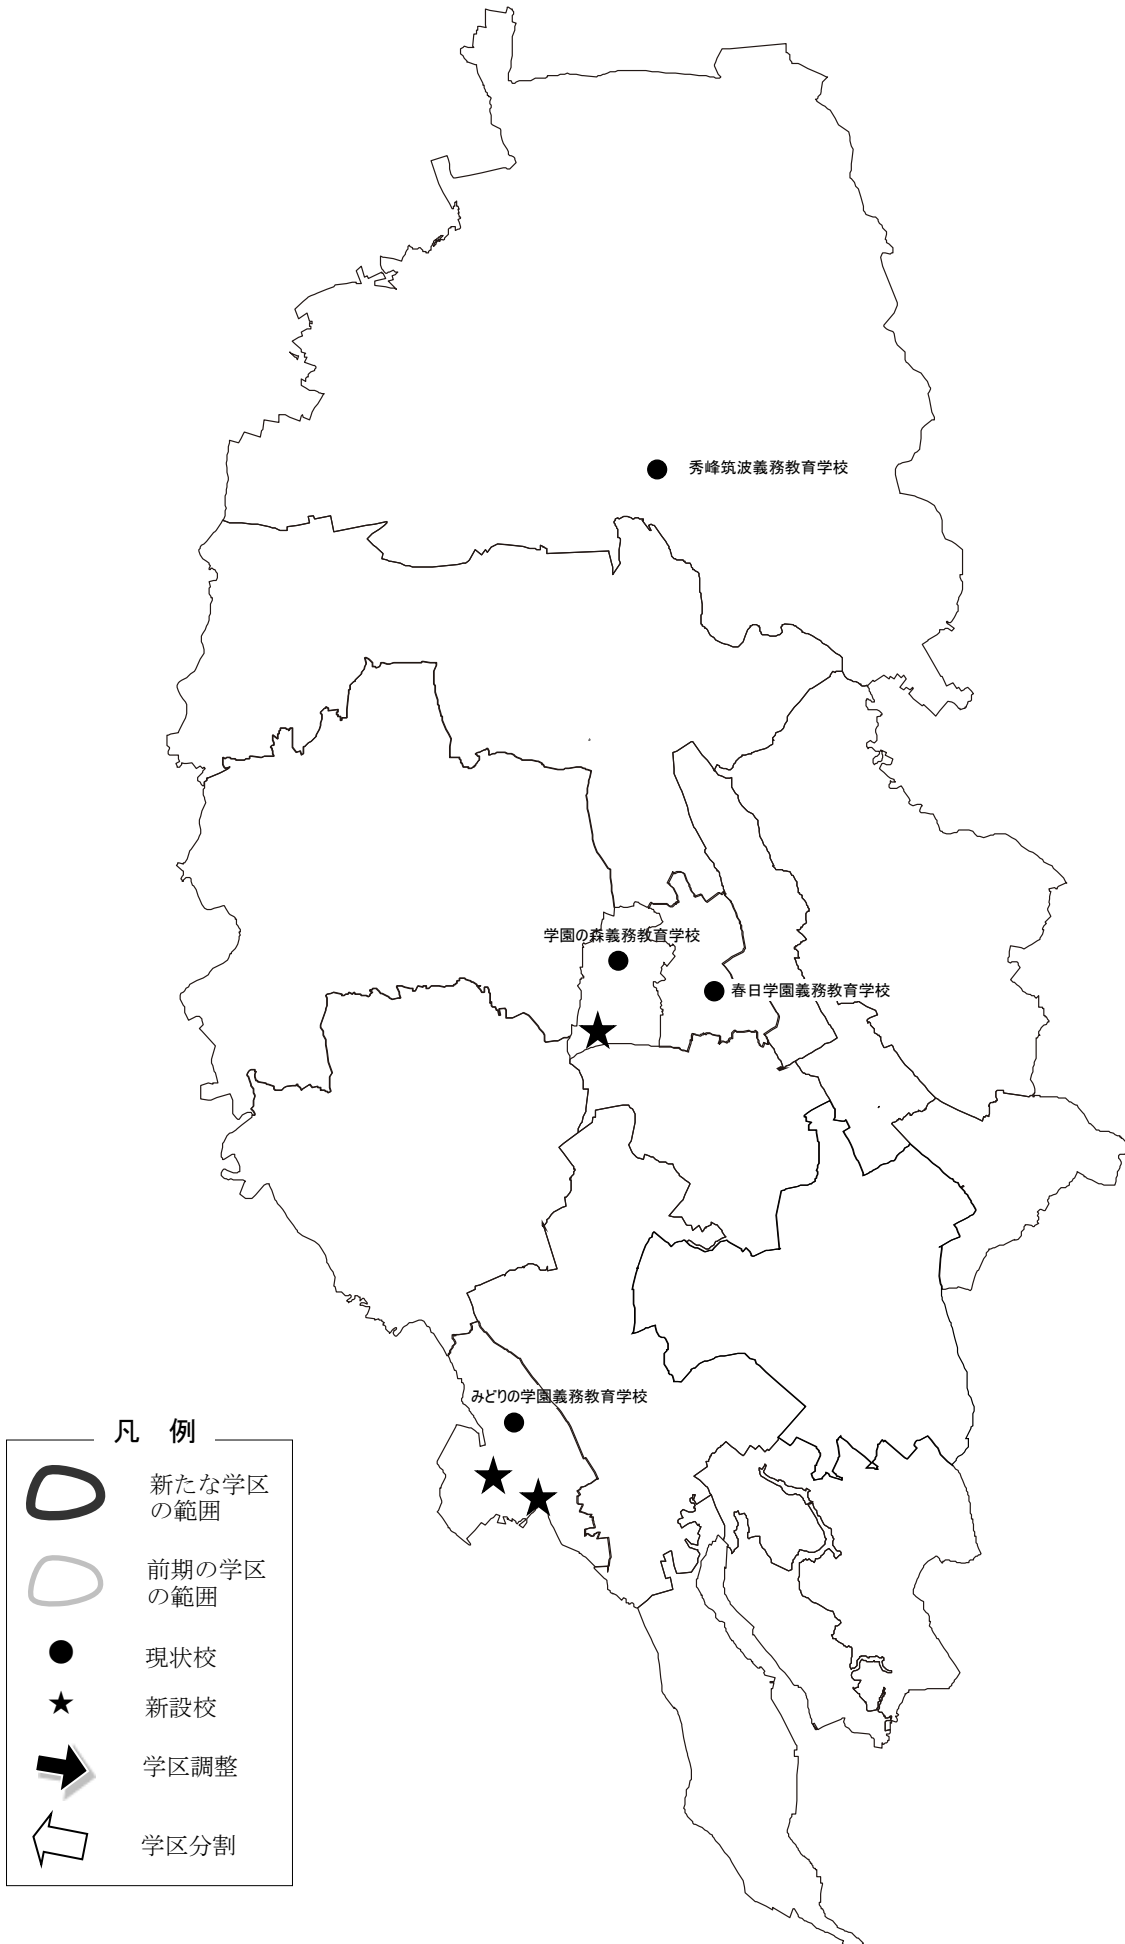 秀峰筑波義務教育学校
学園の森義務教育学校
春日学園義務教育学校
みどりの学園義務教育学校
凡 例
新たな学区
の範囲
前期の学区
の範囲
現状校
新設校
学区調整
学区分割